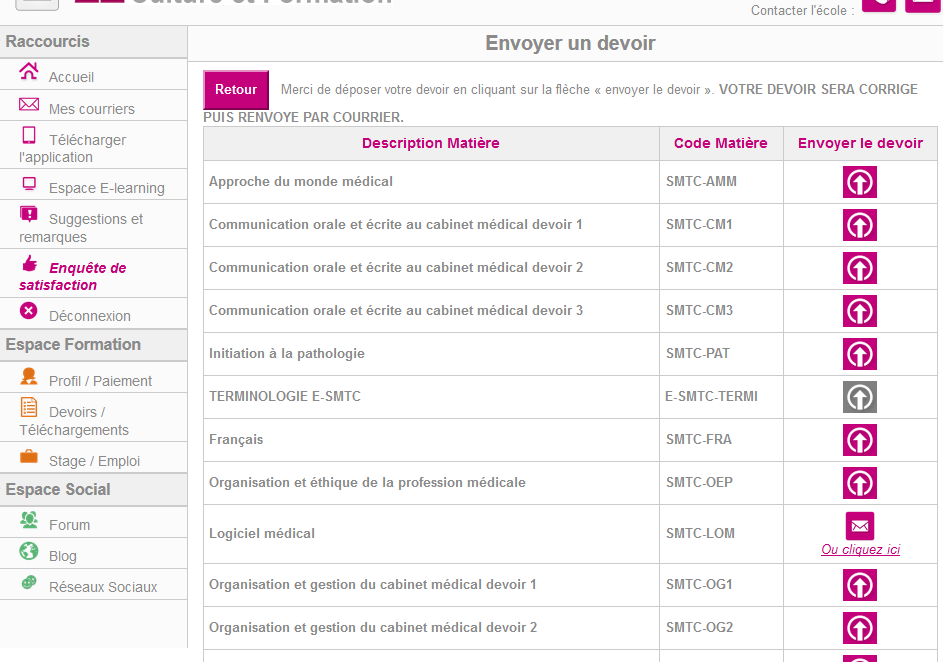 Culture et Formation
Contacter l'école :
Raccourcis
Accueil
Mes courriers
Télécharger
l'application
Espace E-learning
Suggestions et
remarques
Enquête de
satisfaction
Déconnexion
Espace Formation
Profil / Paiement
Devoirs /
Téléchargements
Stage / Emploi
Espace Social
Forum
Blog
Réseaux Sociaux
Envoyer un devoir
Retour Merci de déposer votre devoir en cliquant sur la flèche « envoyer le devoir ». VOTRE DEVOIR SERA CORRIGE
PUIS RENVOYE PAR COURRIER.
Description Matière Code Matière Envoyer le devoir
Approche du monde médical SMTC-AMM
Communication orale et écrite au cabinet médical devoir 1 SMTC-CM1
Communication orale et écrite au cabinet médical devoir 2 SMTC-CM2
Communication orale et écrite au cabinet médical devoir 3 SMTC-CM3
Initiation à la pathologie SMTC-PAT
TERMINOLOGIE E-SMTC E-SMTC-TERMI
Français SMTC-FRA
Organisation et éthique de la profession médicale SMTC-OEP
Logiciel médical SMTC-LOM
Ou cliquez ici
Organisation et gestion du cabinet médical devoir 1 SMTC-OG1
Organisation et gestion du cabinet médical devoir 2 SMTC-OG2